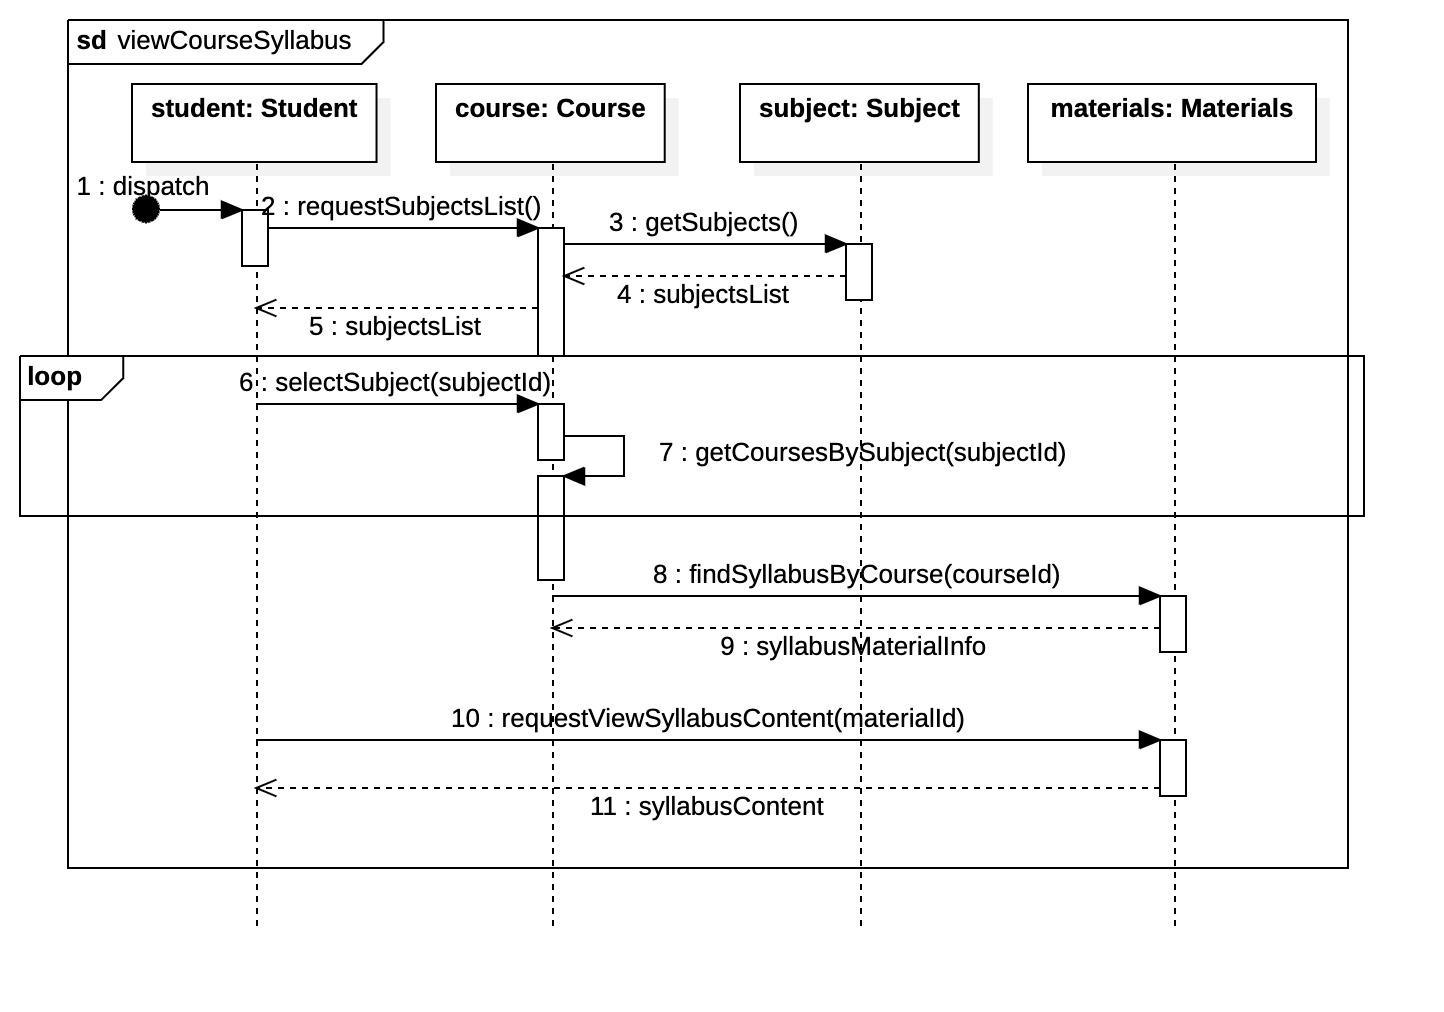 sd viewCourseSyllabus
student: Student
course: Course
subject: Subject
materials: Materials
1 : dispatch
2 : requestSubjectsList()
3 : getSubjects()
4 : subjectsList
5 : subjectsList
loop
6 : selectSubject(subjectId)
7 : getCoursesBySubject(subjectId)
8 : findSyllabusByCourse(courseId)
9 : syllabusMaterialInfo
10 : requestViewSyllabusContent(materialId)
11 : syllabusContent